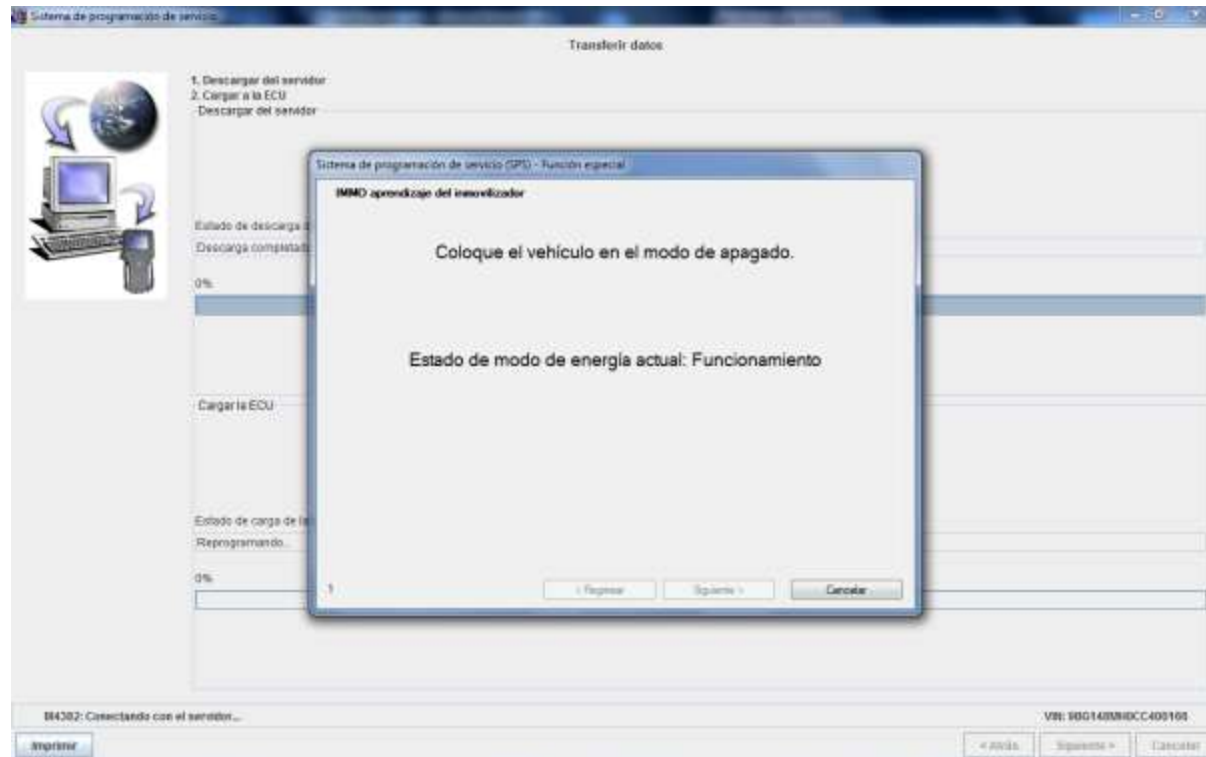 Sistema de programación de servicio
Transferir datos
1. Descargar del servidor
2. Cargar a la ECU
Descargar del servidor
Sistema de programación de servicio (SPS) - Función especial
IMMO aprendizaje del inmovilizador
Coloque el vehículo en el modo de apagado.
Estado de modo de energía actual: Funcionamiento
Estado de descarga
Descarga completad
0%
Cargar la ECU
Estado de carga de la
Reprogramando...
0%
1
< Regresar
Siguiente >
Cancelar
Conectando con el servidor...
VIN:
Imprimir
< Atrás
Siguiente >
Cancelar